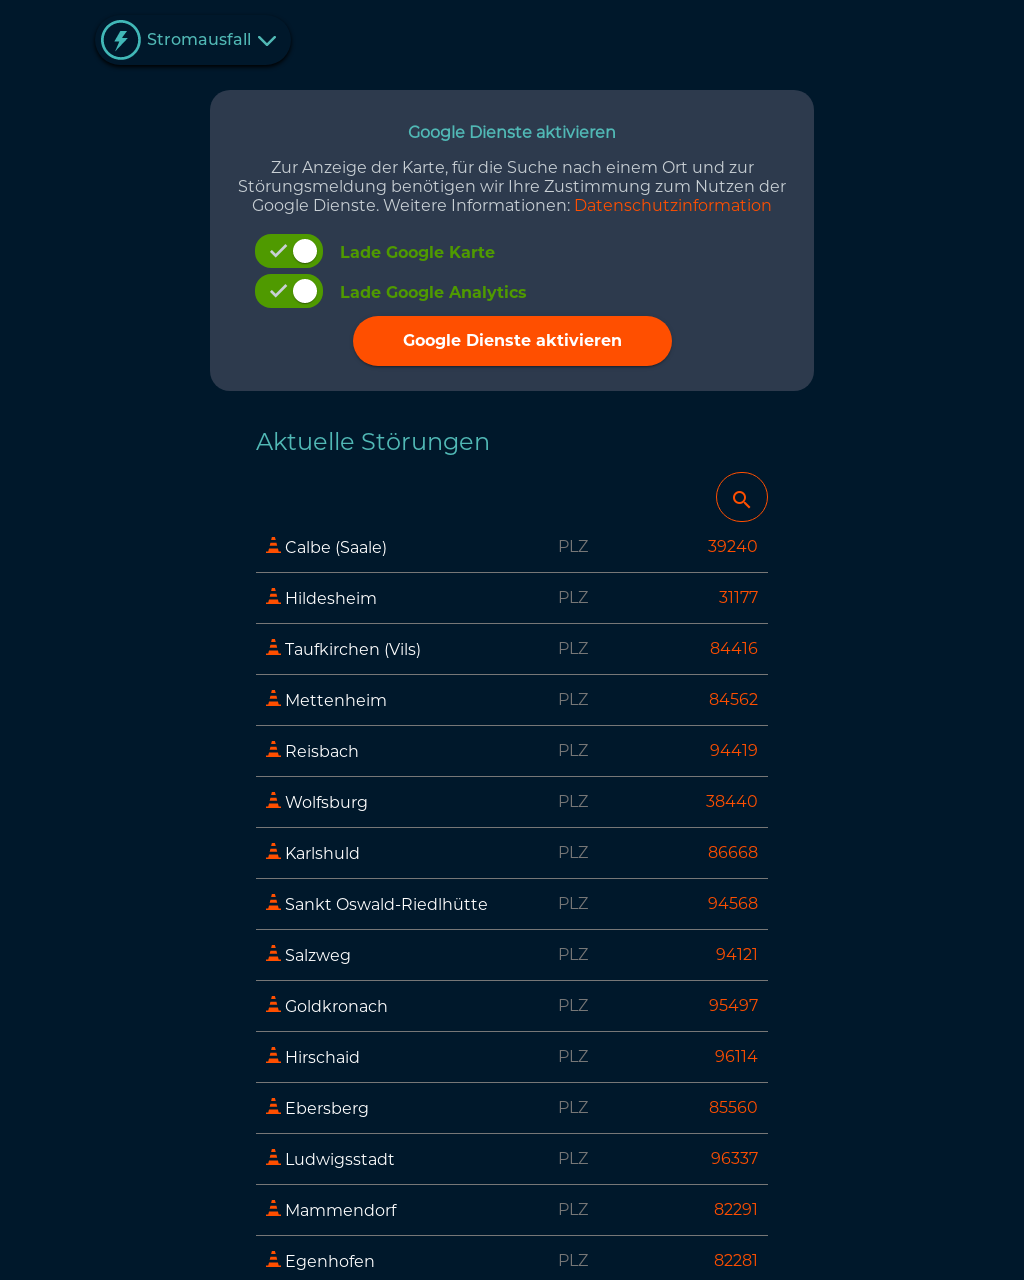 Stromausfall
Google Dienste aktivieren
Zur Anzeige der Karte, für die Suche nach einem Ort und zur
Störungsmeldung benötigen wir Ihre Zustimmung zum Nutzen der
Google Dienste. Weitere Informationen: Datenschutzinformation
Lade Google Karte
Lade Google Analytics
Google Dienste aktivieren
Aktuelle Störungen
Calbe (Saale) PLZ 39240
Hildesheim PLZ 31177
Taufkirchen (Vils) PLZ 84416
Mettenheim PLZ 84562
Reisbach PLZ 94419
Wolfsburg PLZ 38440
Karlshuld PLZ 86668
Sankt Oswald-Riedlhütte PLZ 94568
Salzweg PLZ 94121
Goldkronach PLZ 95497
Hirschaid PLZ 96114
Ebersberg PLZ 85560
Ludwigsstadt PLZ 96337
Mammendorf PLZ 82291
Egenhofen PLZ 82281